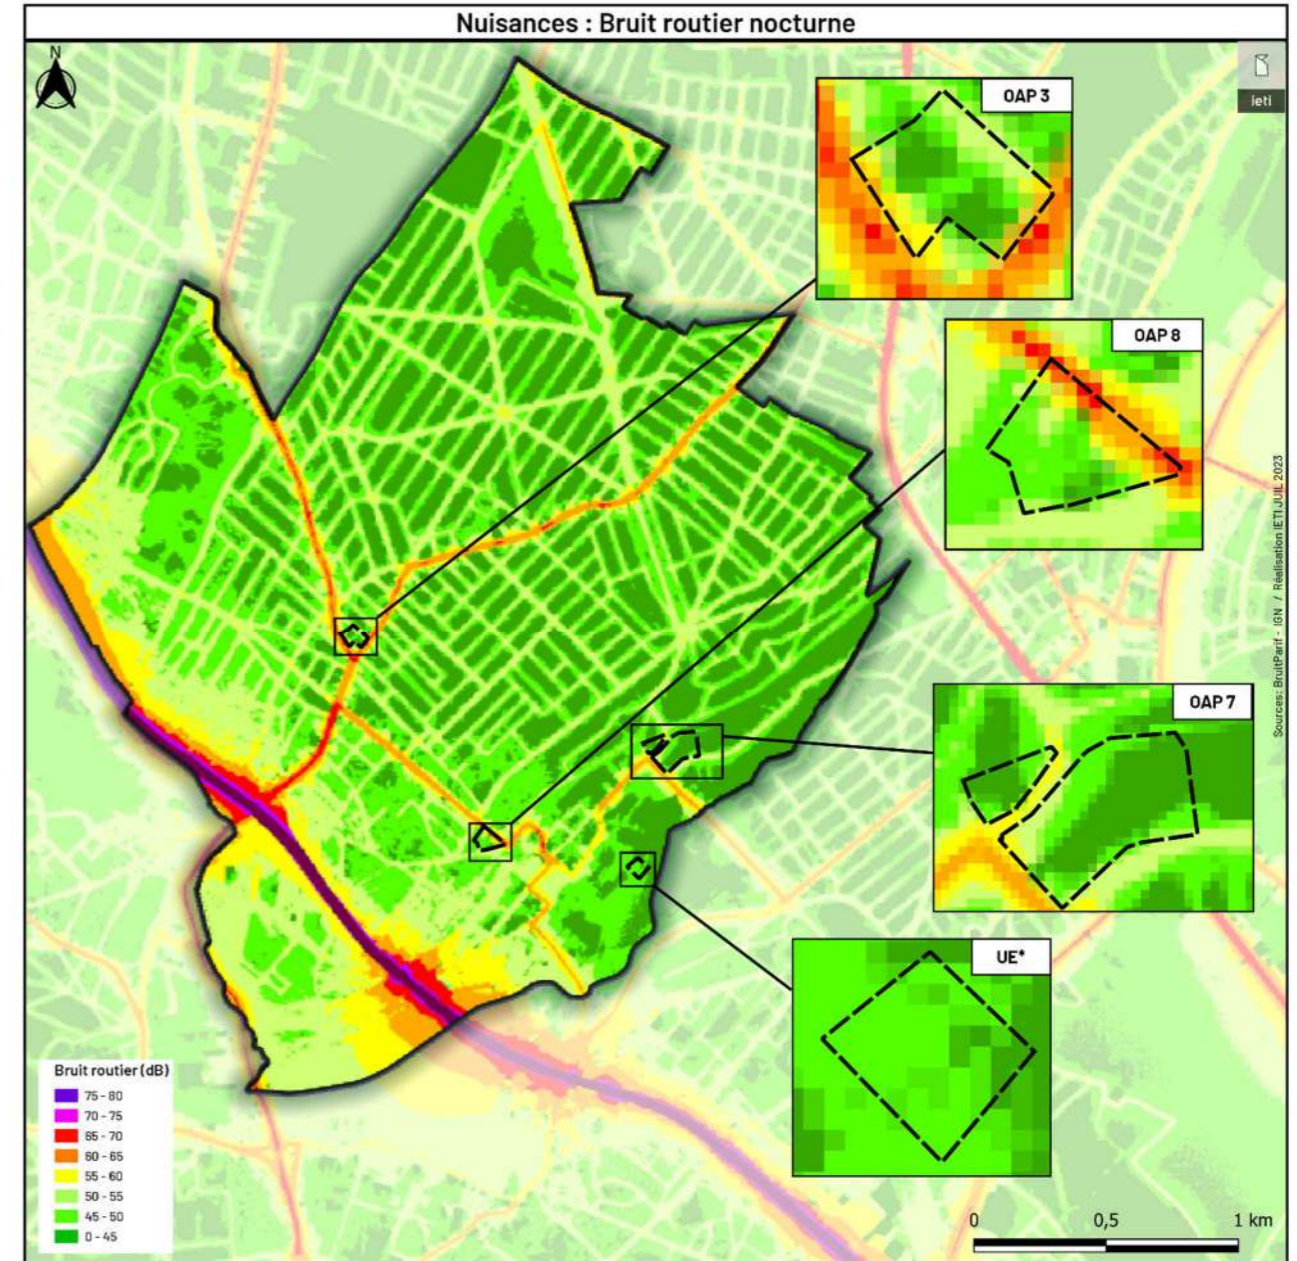 Nuisances : Bruit routier nocturne
N
ieti
OAP 3
OAP 8
OAP 7
UE*
Sources: BruitParif - IGN / Réalisation IETI JUIL 2023
Bruit routier (dB)
75 - 80
70 - 75
65 - 70
60 - 65
55 - 60
50 - 55
45 - 50
0 - 45
0 0,5 1 km